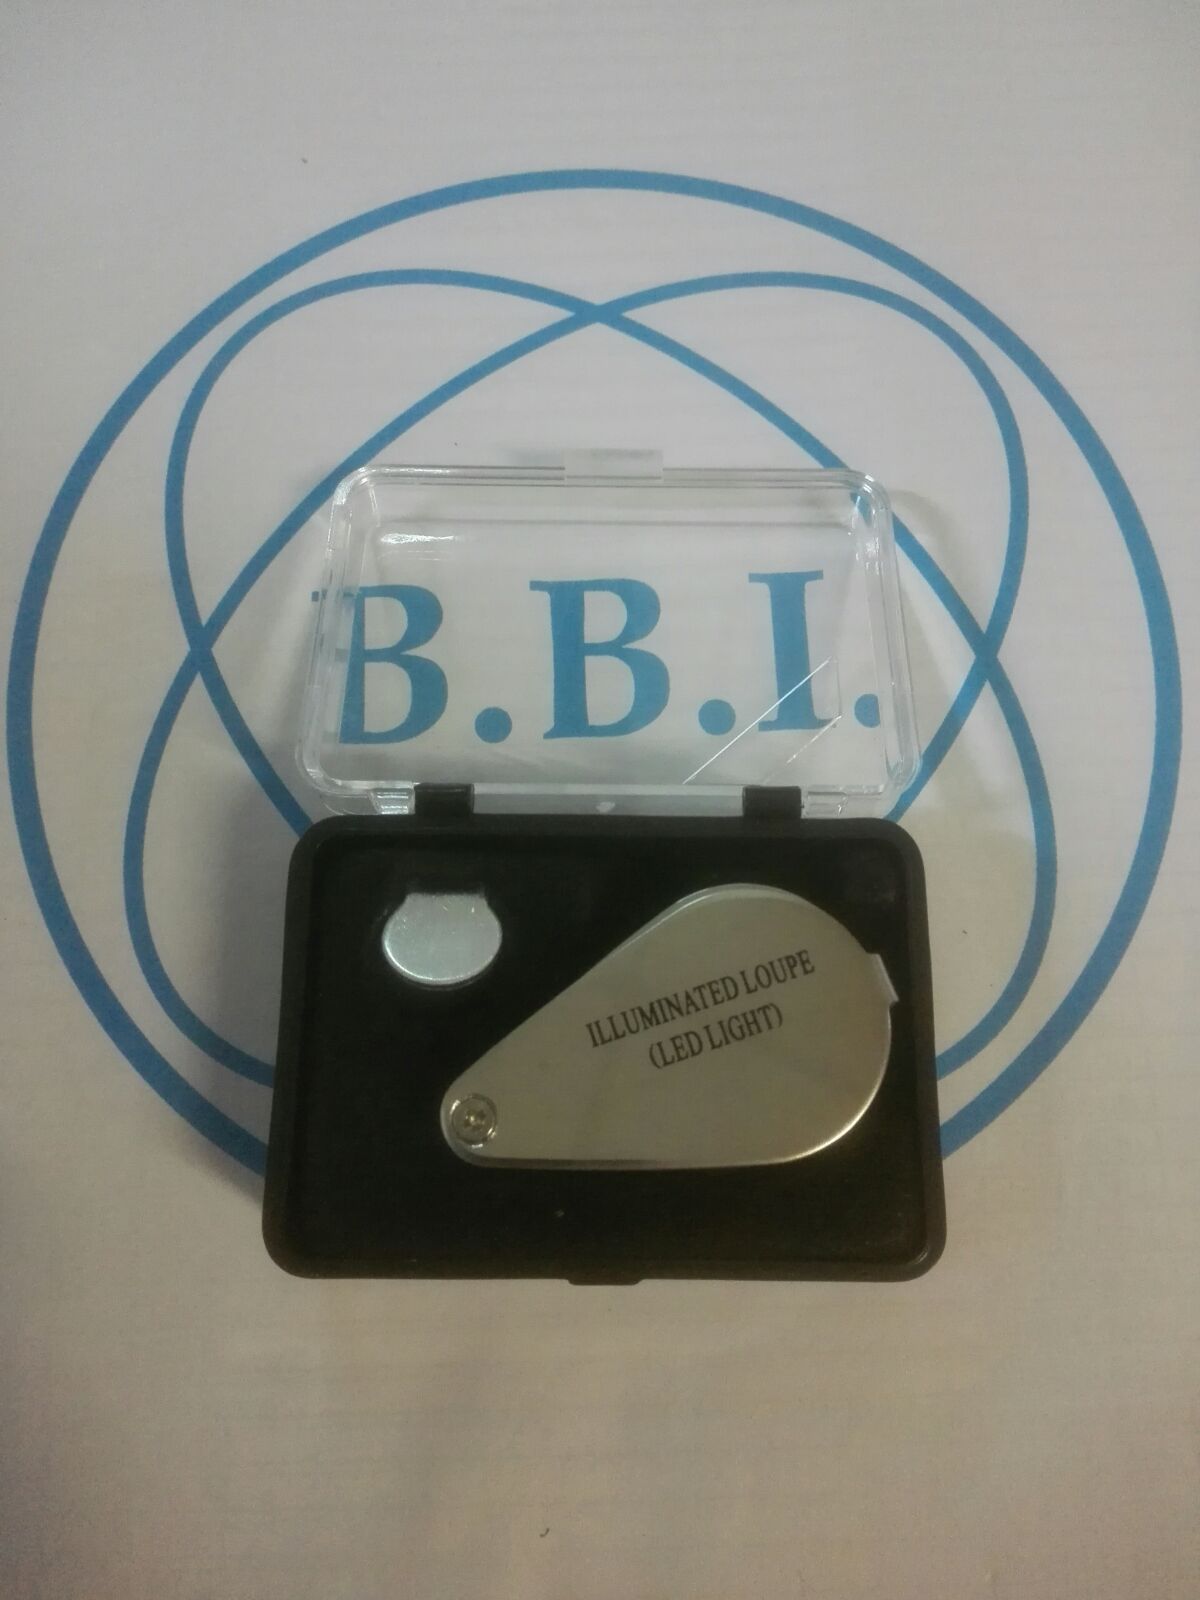 B.B.I.
ILLUMINATED LOUPE
(LED LIGHT)